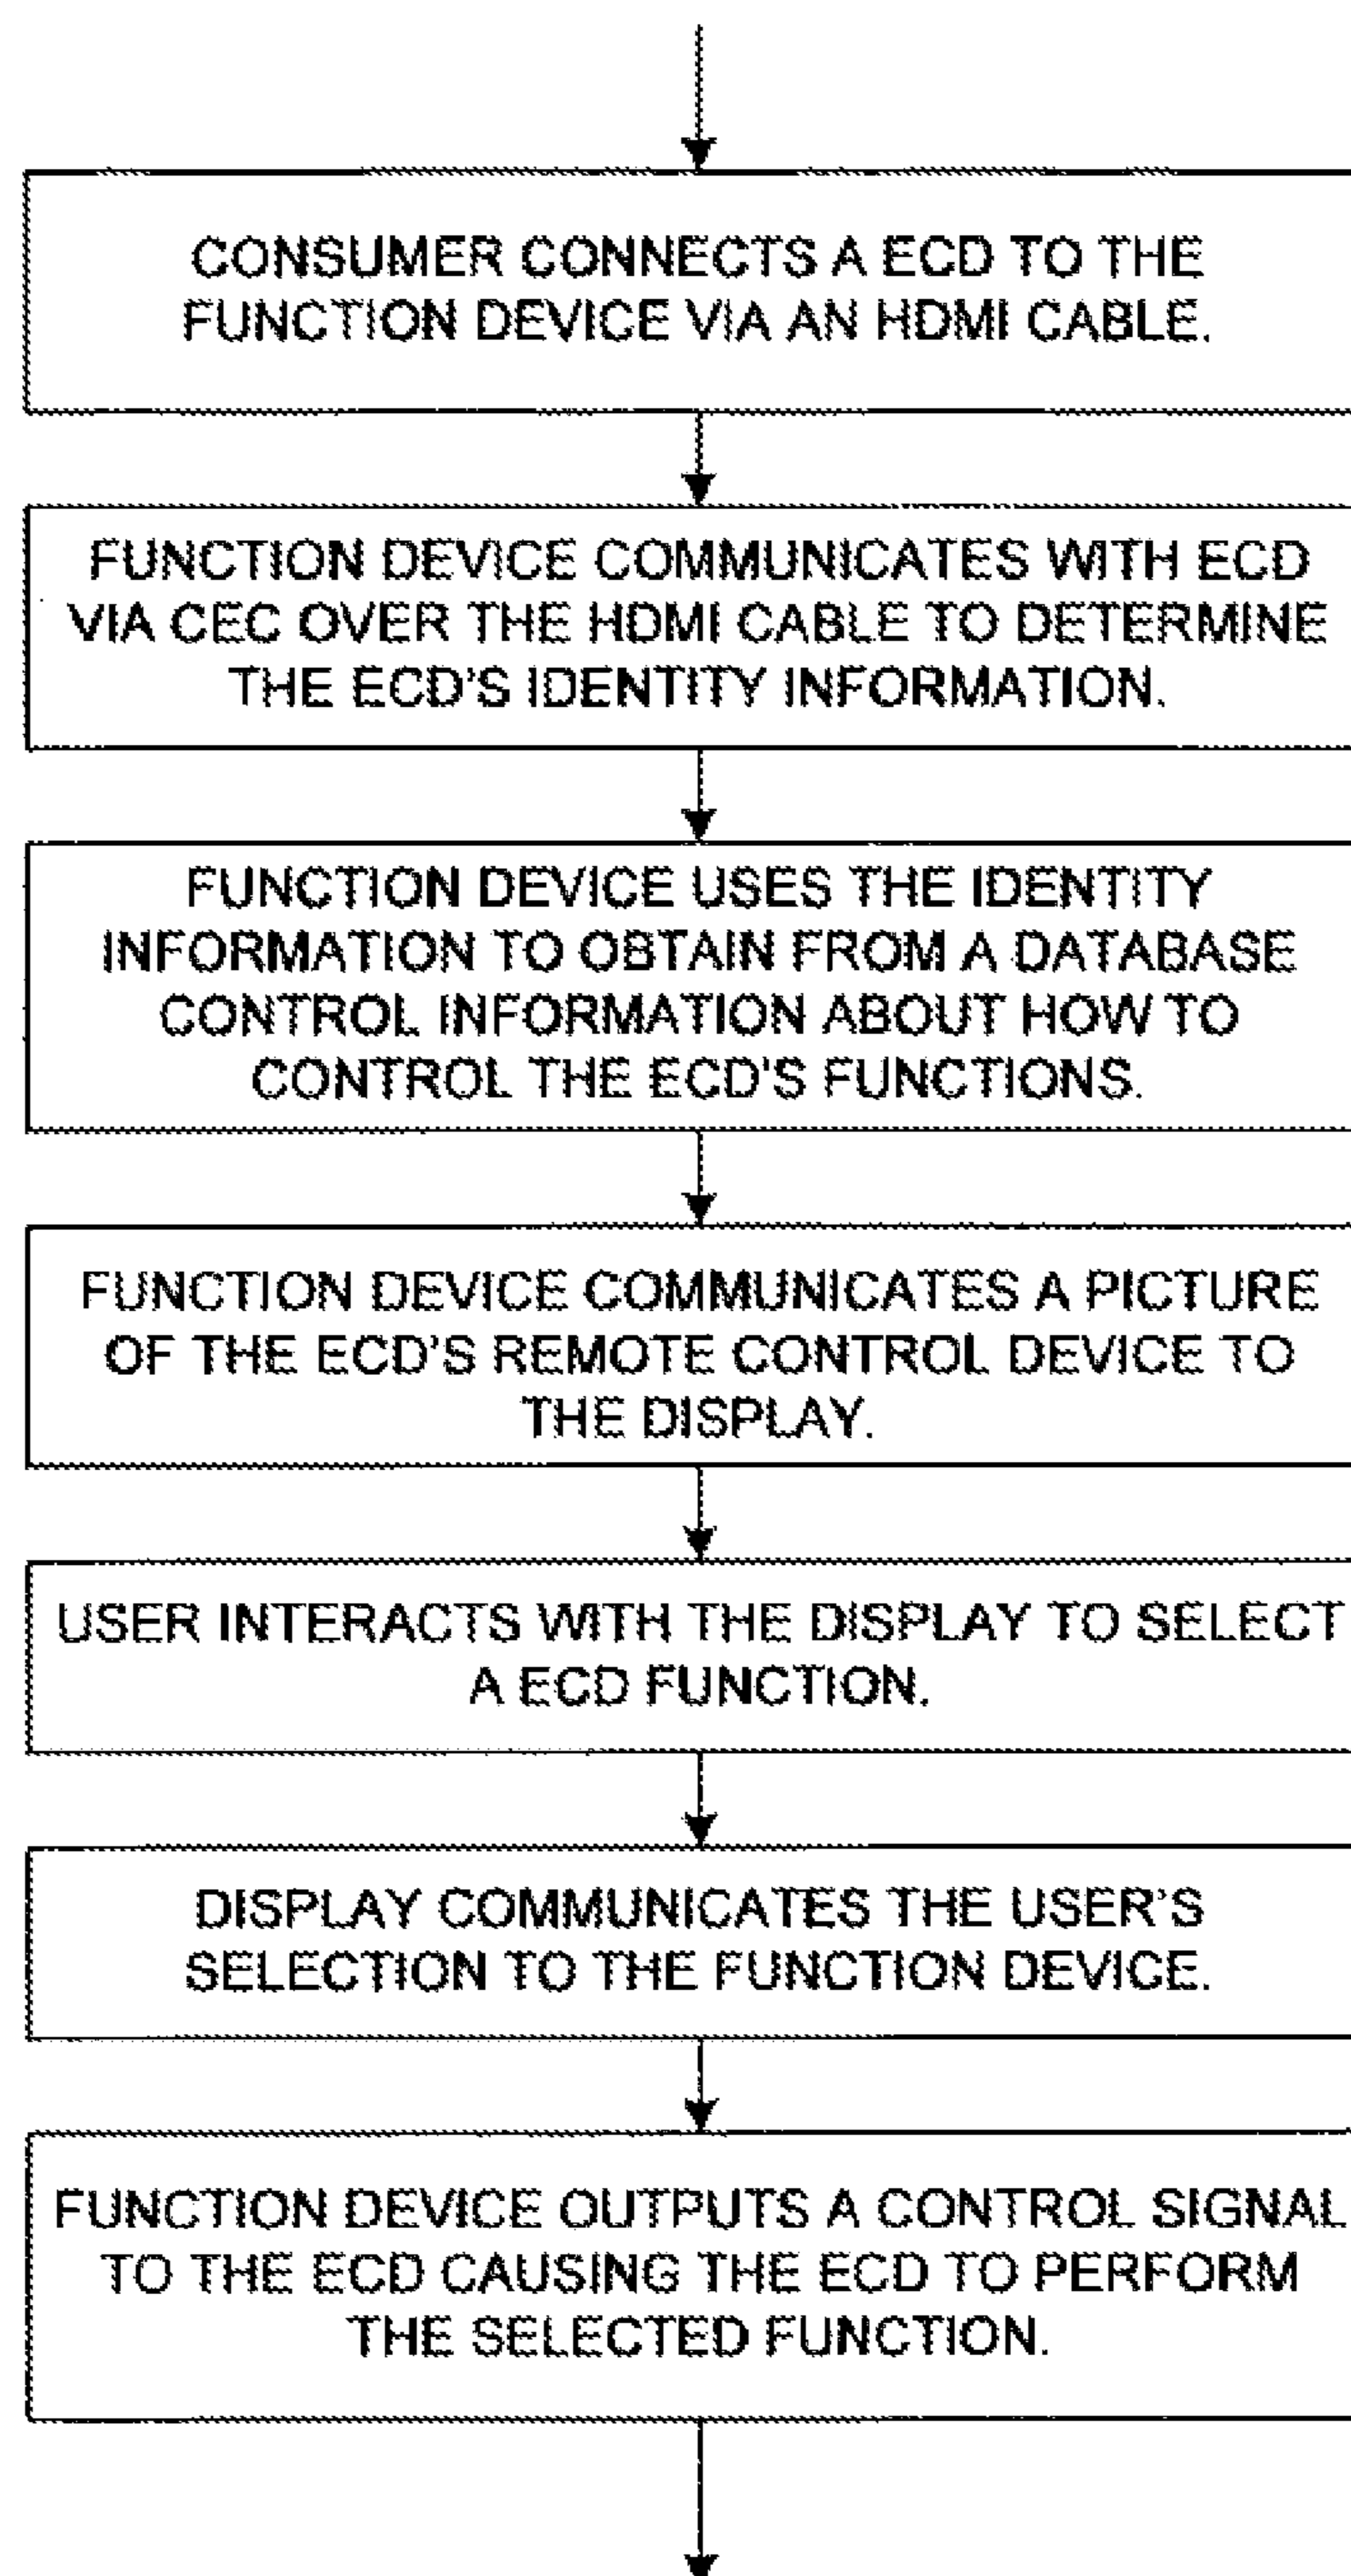 CONSUMER CONNECTS A ECD TO THE
FUNCTION DEVICE VIA AN HDMI CABLE.
FUNCTION DEVICE COMMUNICATES WITH ECD
VIA CEC OVER THE HDMI CABLE TO DETERMINE
THE ECD'S IDENTITY INFORMATION.
FUNCTION DEVICE USES THE IDENTITY
INFORMATION TO OBTAIN FROM A DATABASE
CONTROL INFORMATION ABOUT HOW TO
CONTROL THE ECD'S FUNCTIONS.
FUNCTION DEVICE COMMUNICATES A PICTURE
OF THE ECD'S REMOTE CONTROL DEVICE TO
THE DISPLAY.
USER INTERACTS WITH THE DISPLAY TO SELECT
A ECD FUNCTION.
DISPLAY COMMUNICATES THE USER'S
SELECTION TO THE FUNCTION DEVICE.
FUNCTION DEVICE OUTPUTS A CONTROL SIGNAL
TO THE ECD CAUSING THE ECD TO PERFORM
THE SELECTED FUNCTION.